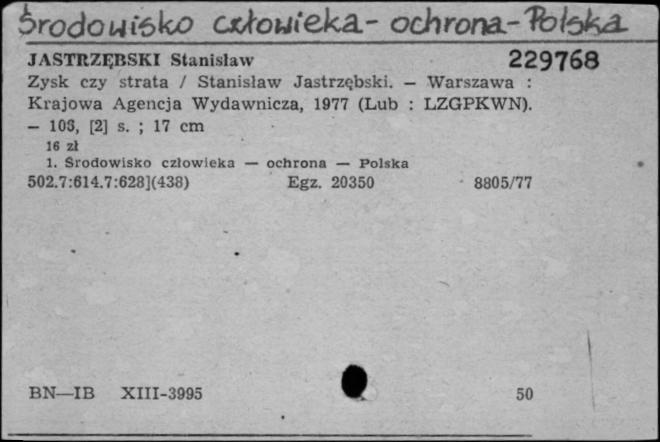 Środowisko człowieka - ochrona - Polska
JASTRZĘBSKI Stanisław 229768
Zysk czy strata / Stanisław Jastrzębski. — Warszawa :
Krajowa Agencja Wydawnicza, 1977 (Lub : LZGPKWN).
— 103, [2] s. ; 17 cm
16 zł
1. Środowisko człowieka — ochrona — Polska
502.7:614.7:628](438) Egz. 20350 8805/77
BN—IB XIII-3995 50